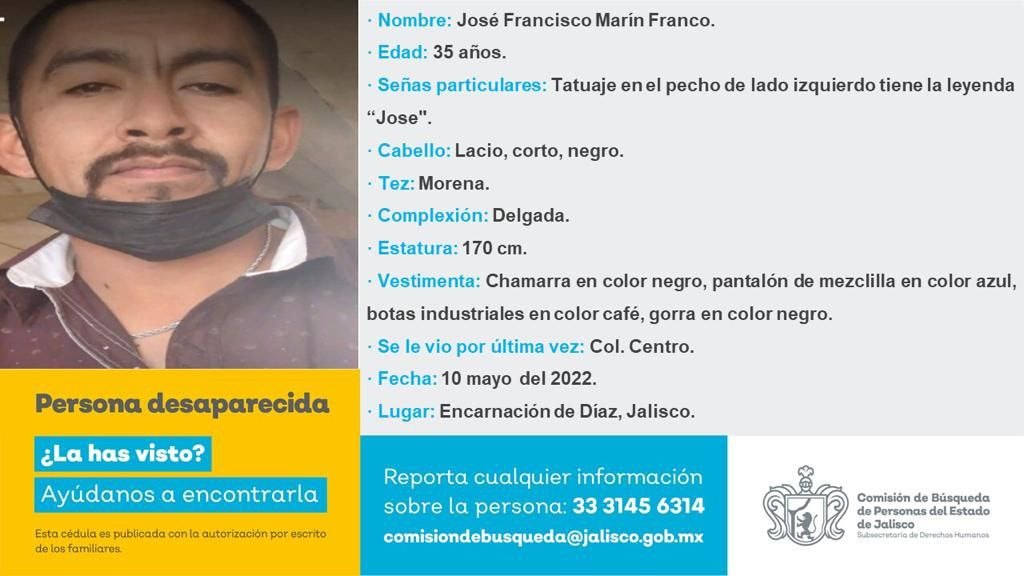 · Nombre: José Francisco Marín Franco.
· Edad: 35 años.
· Señas particulares: Tatuaje en el pecho de lado izquierdo tiene la leyenda
“Jose".
· Cabello: Lacio, corto, negro.
· Tez: Morena.
· Complexión: Delgada.
· Estatura: 170 cm.
· Vestimenta: Chamarra en color negro, pantalón de mezclilla en color azul,
botas industriales en color café, gorra en color negro.
· Se le vio por última vez: Col. Centro.
· Fecha: 10 mayo del 2022.
· Lugar: Encarnación de Díaz, Jalisco.
Persona desaparecida
¿La has visto?
Ayúdanos a encontrarla
Esta cédula es publicada con la autorización por escrito
de los familiares.
Reporta cualquier información
sobre la persona: 33 3145 6314
comisiondebusqueda@jalisco.gob.mx
Comisión de Búsqueda
de Personas del Estado
de Jalisco
Subsecretaría de Derechos Humanos